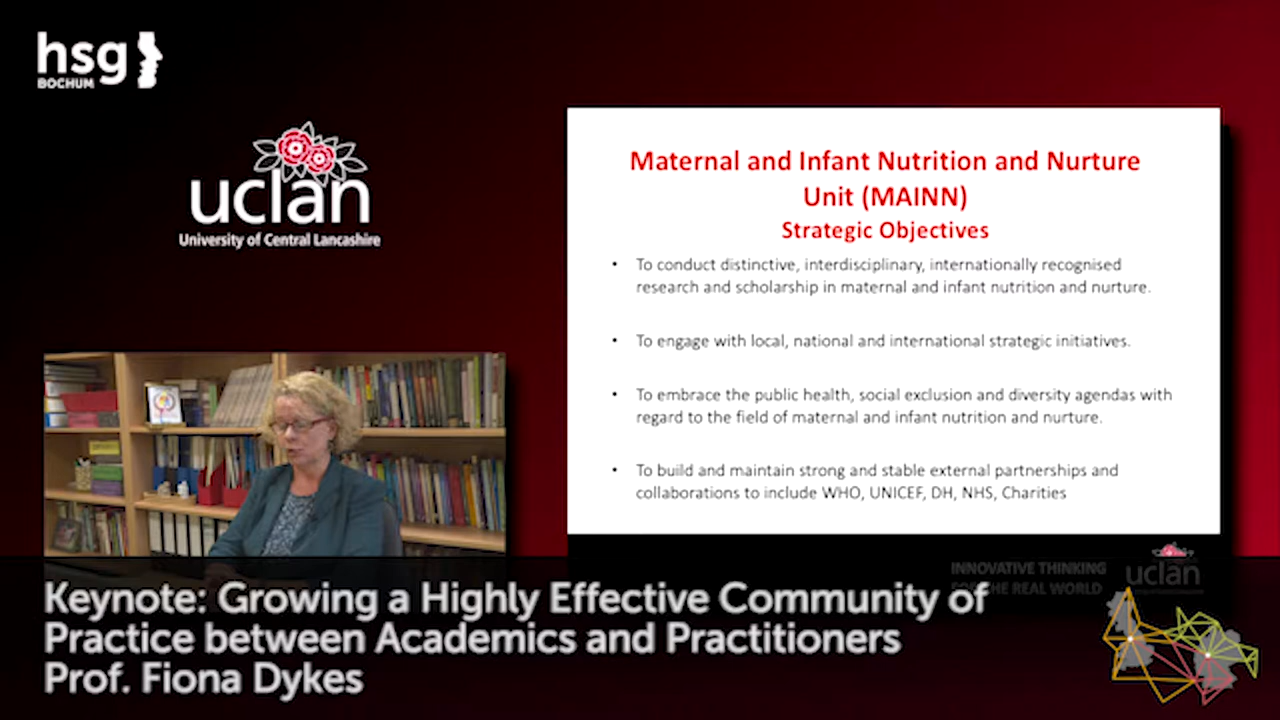 hsg
BOCHUM
uclan
University of Central Lancashire
Maternal and Infant Nutrition and Nurture
Unit (MAINN)
Strategic Objectives
• To conduct distinctive, interdisciplinary, internationally recognised
research and scholarship in maternal and infant nutrition and nurture.
• To engage with local, national and international strategic initiatives.
• To embrace the public health, social exclusion and diversity agendas with
regard to the field of maternal and infant nutrition and nurture.
• To build and maintain strong and stable external partnerships and
collaborations to include WHO, UNICEF, DH, NHS, Charities
INNOVATIVE THINKING
FOR THE REAL WORLD
uclan
Keynote: Growing a Highly Effective Community of
Practice between Academics and Practitioners
Prof. Fiona Dykes